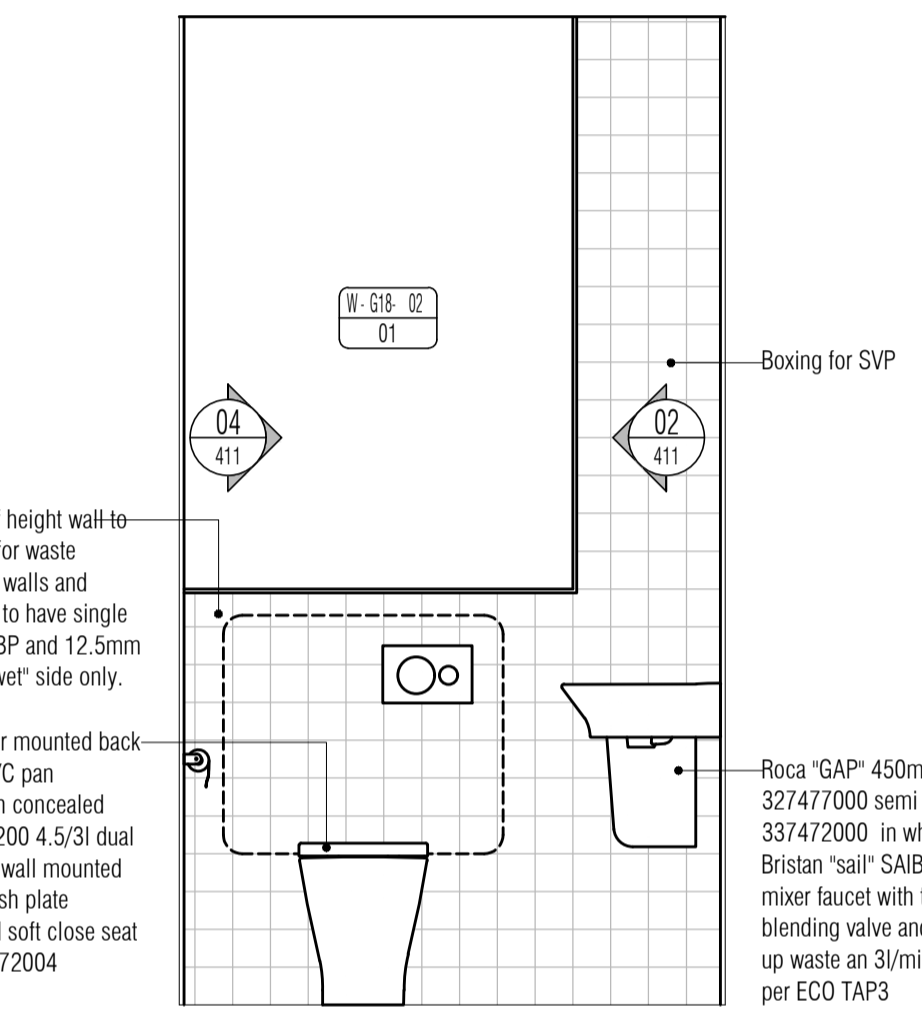 W - G18- 02
01
Boxing for SVP
04
411
02
411
height wall to
for waste
walls and
to have single
3P and 12.5mm
wet" side only.
r mounted back
C pan
concealed
200 4.5/3l dual
wall mounted
sh plate
soft close seat
72004
Roca "GAP" 450m
327477000 semi
337472000 in wh
Bristan "sail" SAIB
mixer faucet with
blending valve and
up waste an 3l/mi
per ECO TAP3